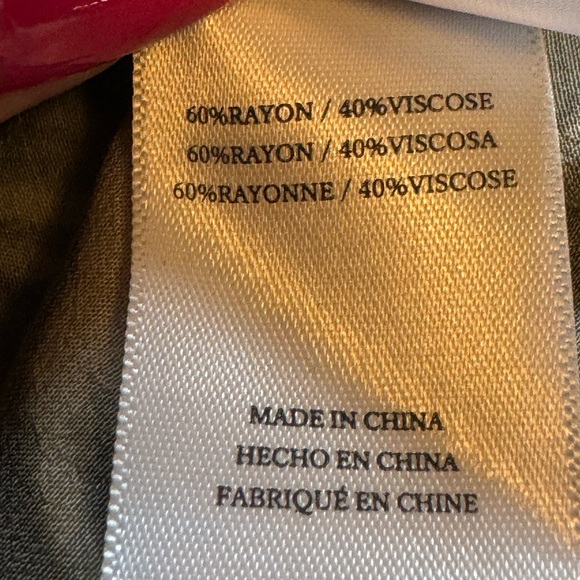 60%RAYON / 40%VISCOSE
60%RAYON / 40%VISCOSA
60%RAYONNE / 40%VISCOSE
MADE IN CHINA
HECHO EN CHINA
FABRIQUÉ EN CHINE